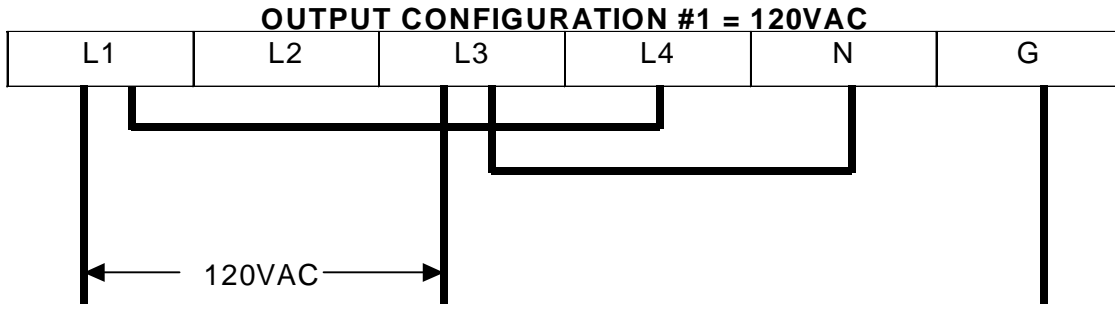 OUTPUT CONFIGURATION #1 = 120VAC
L1 L2 L3 L4 N G
120VAC